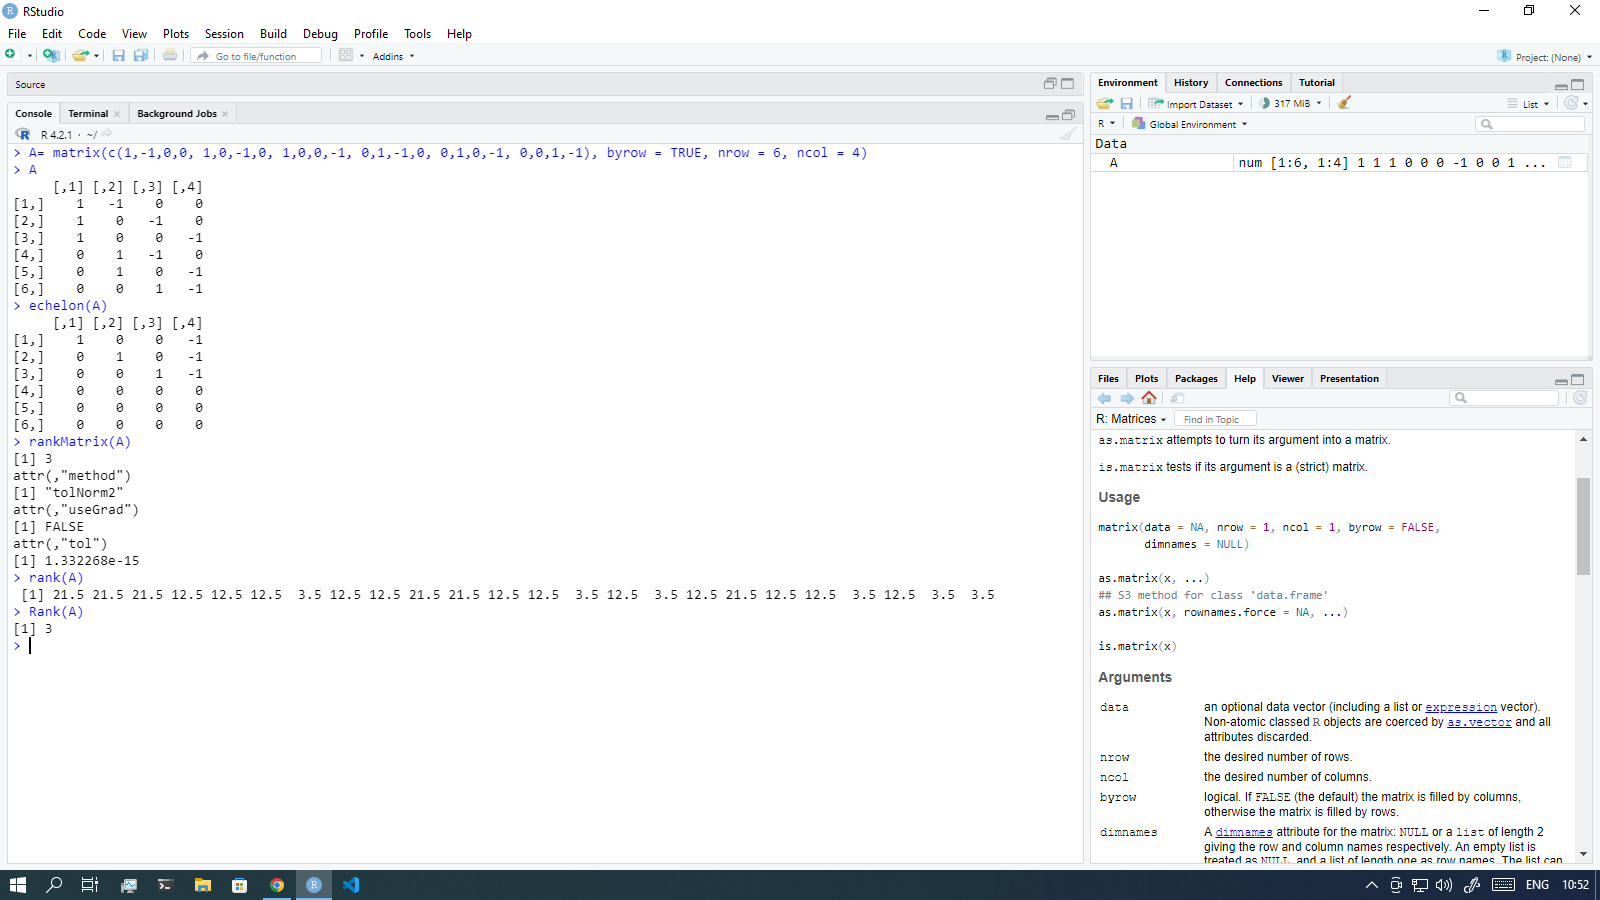 RStudio
File Edit Code View Plots Session Build Debug Profile Tools Help
Go to file/function Addins Project: (None)
Source
Console Terminal Background Jobs
R 4.2.1 · ~/
> A= matrix(c(1,-1,0,0, 1,0,-1,0, 1,0,0,-1, 0,1,-1,0, 0,1,0,-1, 0,0,1,-1), byrow = TRUE, nrow = 6, ncol = 4)
> A
     [,1] [,2] [,3] [,4]
[1,]    1   -1    0    0
[2,]    1    0   -1    0
[3,]    1    0    0   -1
[4,]    0    1   -1    0
[5,]    0    1    0   -1
[6,]    0    0    1   -1
> echelon(A)
     [,1] [,2] [,3] [,4]
[1,]    1    0    0   -1
[2,]    0    1    0   -1
[3,]    0    0    1   -1
[4,]    0    0    0    0
[5,]    0    0    0    0
[6,]    0    0    0    0
> rankMatrix(A)
[1] 3
attr(,"method")
[1] "tolNorm2"
attr(,"useGrad")
[1] FALSE
attr(,"tol")
[1] 1.332268e-15
> rank(A)
 [1] 21.5 21.5 21.5 12.5 12.5 12.5  3.5 12.5 12.5 21.5 21.5 12.5 12.5  3.5 12.5  3.5 12.5 21.5 12.5 12.5  3.5 12.5  3.5  3.5
> Rank(A)
[1] 3
>
Environment History Connections Tutorial
Import Dataset 317 MiB List
R Global Environment
Data
A num [1:6, 1:4] 1 1 1 0 0 0 -1 0 0 1 ...
Files Plots Packages Help Viewer Presentation
R: Matrices Find in Topic
as.matrix attempts to turn its argument into a matrix.
is.matrix tests if its argument is a (strict) matrix.
Usage
matrix(data = NA, nrow = 1, ncol = 1, byrow = FALSE,
       dimnames = NULL)
as.matrix(x, ...)
## S3 method for class 'data.frame'
as.matrix(x, rownames.force = NA, ...)
is.matrix(x)
Arguments
data an optional data vector (including a list or expression vector).
Non-atomic classed R objects are coerced by as.vector and all
attributes discarded.
nrow the desired number of rows.
ncol the desired number of columns.
byrow logical. If FALSE (the default) the matrix is filled by columns,
otherwise the matrix is filled by rows.
dimnames A dimnames attribute for the matrix: NULL or a list of length 2
giving the row and column names respectively. An empty list is
treated as NULL, and a list of length one as row names. The list can
ENG 10:52